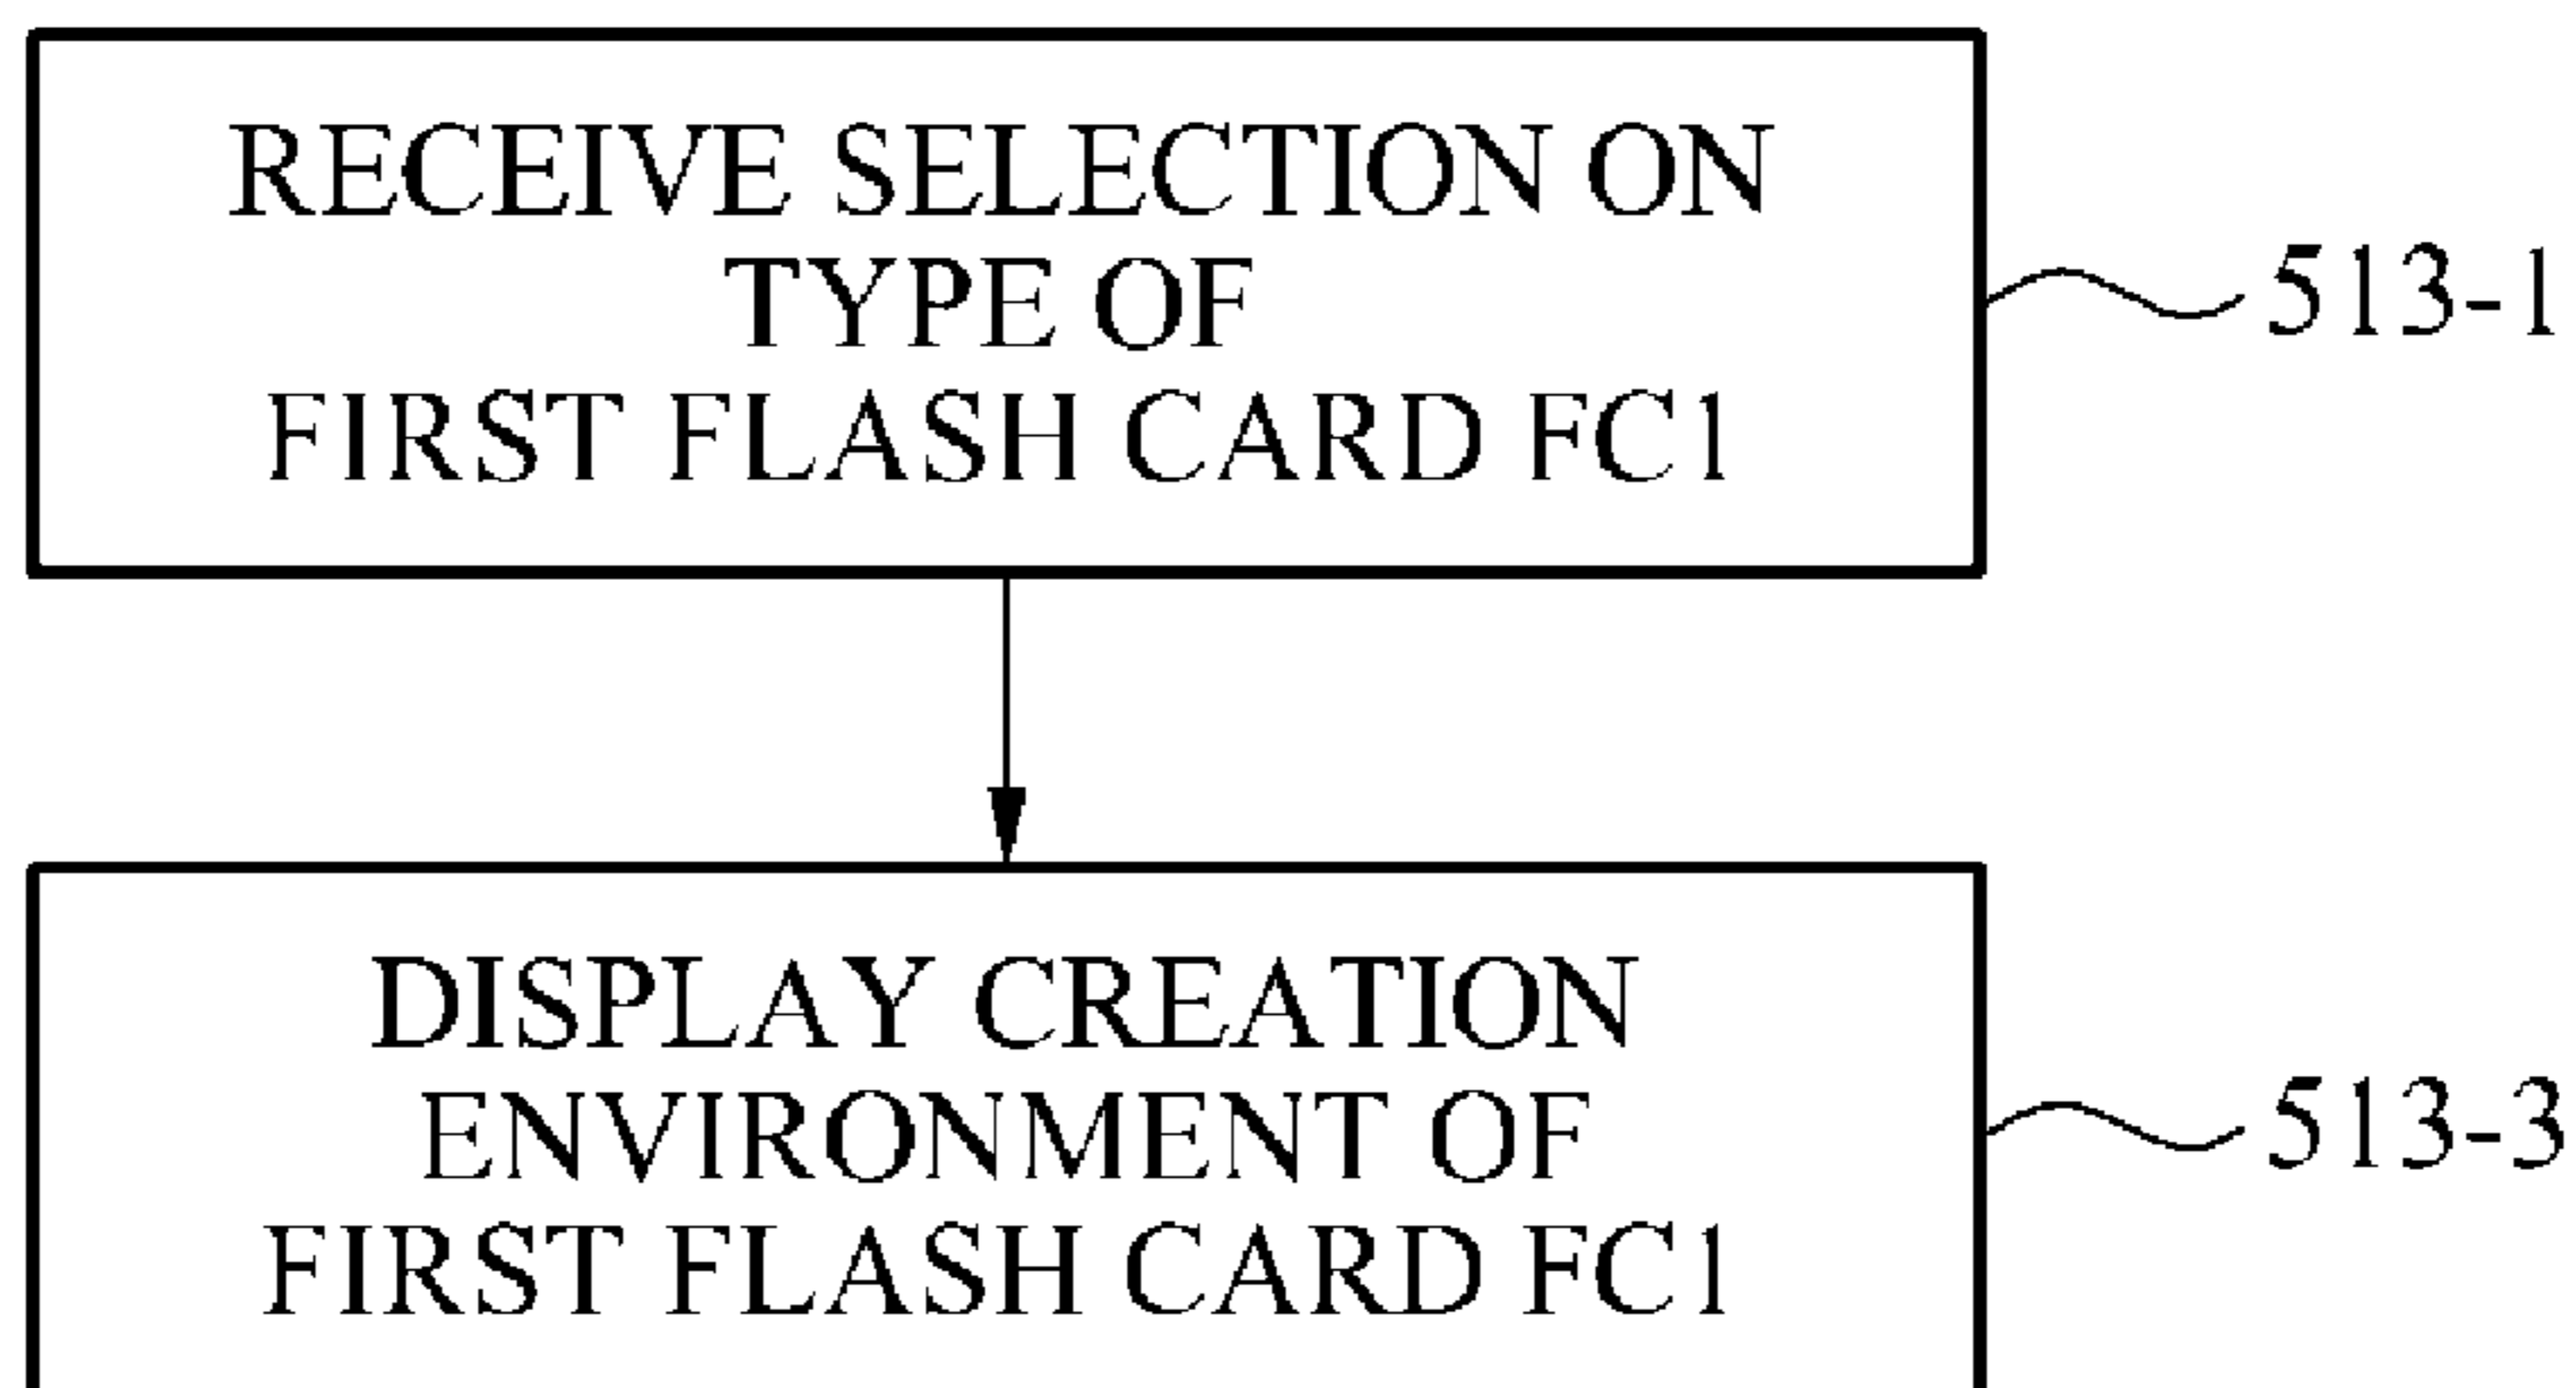 RECEIVE SELECTION ON
TYPE OF
FIRST FLASH CARD FC1
513-1
DISPLAY CREATION
ENVIRONMENT OF
FIRST FLASH CARD FC1
513-3